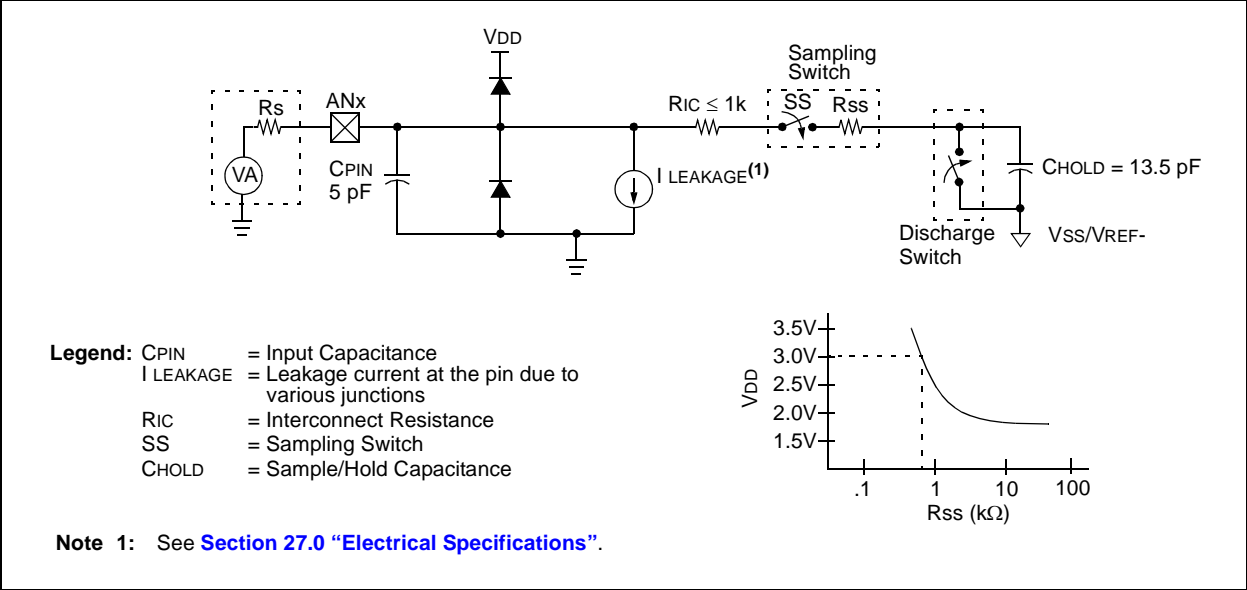 VDD
Sampling
Switch
Rs
ANx
RIC ≤ 1k
SS
Rss
VA
CPIN
5 pF
I LEAKAGE(1)
CHOLD = 13.5 pF
Discharge
Switch
VSS/VREF-
Legend: CPIN = Input Capacitance
I LEAKAGE = Leakage current at the pin due to
various junctions
RIC = Interconnect Resistance
SS = Sampling Switch
CHOLD = Sample/Hold Capacitance
VDD
3.5V
3.0V
2.5V
2.0V
1.5V
.1 1 10 100
Rss (kΩ)
Note 1: See Section 27.0 “Electrical Specifications”.